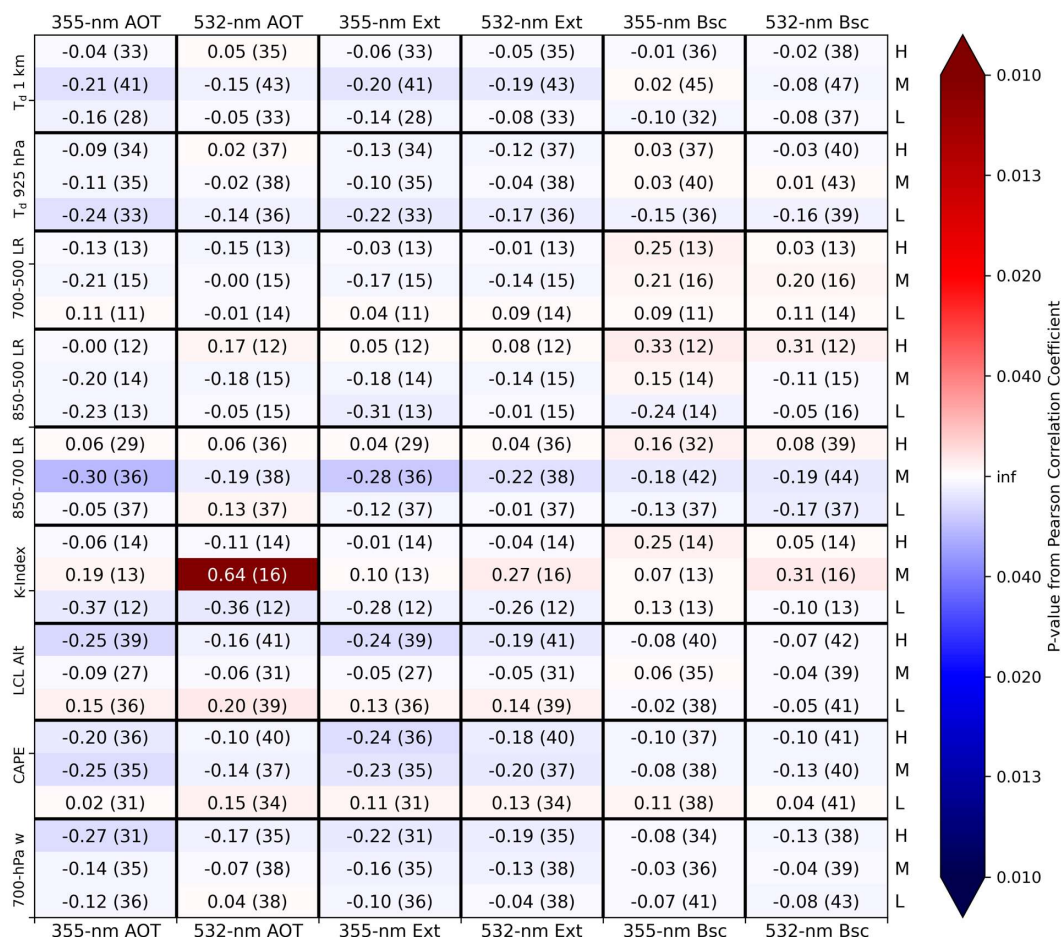 355-nm AOT 532-nm AOT 355-nm Ext 532-nm Ext 355-nm Bsc 532-nm Bsc
Td 1 km
-0.04 (33) 0.05 (35) -0.06 (33) -0.05 (35) -0.01 (36) -0.02 (38) H
-0.21 (41) -0.15 (43) -0.20 (41) -0.19 (43) 0.02 (45) -0.08 (47) M
-0.16 (28) -0.05 (33) -0.14 (28) -0.08 (33) -0.10 (32) -0.08 (37) L
Td 925 hPa
-0.09 (34) 0.02 (37) -0.13 (34) -0.12 (37) 0.03 (37) -0.03 (40) H
-0.11 (35) -0.02 (38) -0.10 (35) -0.04 (38) 0.03 (40) 0.01 (43) M
-0.24 (33) -0.14 (36) -0.22 (33) -0.17 (36) -0.15 (36) -0.16 (39) L
700-500 LR
-0.13 (13) -0.15 (13) -0.03 (13) -0.01 (13) 0.25 (13) 0.03 (13) H
-0.21 (15) -0.00 (15) -0.17 (15) -0.14 (15) 0.21 (16) 0.20 (16) M
0.11 (11) -0.01 (14) 0.04 (11) 0.09 (14) 0.09 (11) 0.11 (14) L
850-500 LR
-0.00 (12) 0.17 (12) 0.05 (12) 0.08 (12) 0.33 (12) 0.31 (12) H
-0.20 (14) -0.18 (15) -0.18 (14) -0.14 (15) 0.15 (14) -0.11 (15) M
-0.23 (13) -0.05 (15) -0.31 (13) -0.01 (15) -0.24 (14) -0.05 (16) L
850-700 LR
0.06 (29) 0.06 (36) 0.04 (29) 0.04 (36) 0.16 (32) 0.08 (39) H
-0.30 (36) -0.19 (38) -0.28 (36) -0.22 (38) -0.18 (42) -0.19 (44) M
-0.05 (37) 0.13 (37) -0.12 (37) -0.01 (37) -0.13 (37) -0.17 (37) L
K-Index
-0.06 (14) -0.11 (14) -0.01 (14) -0.04 (14) 0.25 (14) 0.05 (14) H
0.19 (13) 0.64 (16) 0.10 (13) 0.27 (16) 0.07 (13) 0.31 (16) M
-0.37 (12) -0.36 (12) -0.28 (12) -0.26 (12) 0.13 (13) -0.10 (13) L
LCL Alt
-0.25 (39) -0.16 (41) -0.24 (39) -0.19 (41) -0.08 (40) -0.07 (42) H
-0.09 (27) -0.06 (31) -0.05 (27) -0.05 (31) 0.06 (35) -0.04 (39) M
0.15 (36) 0.20 (39) 0.13 (36) 0.14 (39) -0.02 (38) -0.05 (41) L
CAPE
-0.20 (36) -0.10 (40) -0.24 (36) -0.18 (40) -0.10 (37) -0.10 (41) H
-0.25 (35) -0.14 (37) -0.23 (35) -0.20 (37) -0.08 (38) -0.13 (40) M
0.02 (31) 0.15 (34) 0.11 (31) 0.13 (34) 0.11 (38) 0.04 (41) L
700-hPa w
-0.27 (31) -0.17 (35) -0.22 (31) -0.19 (35) -0.08 (34) -0.13 (38) H
-0.14 (35) -0.07 (38) -0.16 (35) -0.13 (38) -0.03 (36) -0.04 (39) M
-0.12 (36) 0.04 (38) -0.10 (36) -0.04 (38) -0.07 (41) -0.08 (43) L
355-nm AOT 532-nm AOT 355-nm Ext 532-nm Ext 355-nm Bsc 532-nm Bsc
0.010
0.013
0.020
0.040
inf
0.040
0.020
0.013
0.010
P-value from Pearson Correlation Coefficient